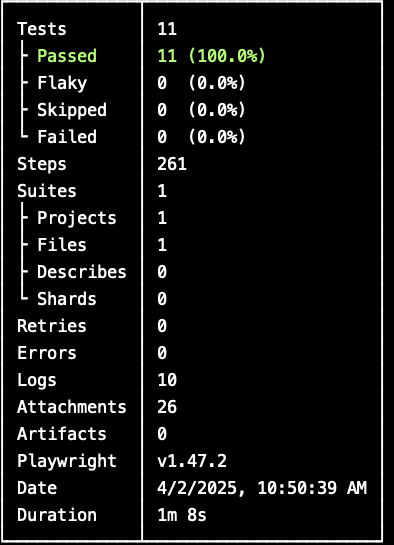 Tests 11
Passed 11 (100.0%)
Flaky 0 (0.0%)
Skipped 0 (0.0%)
Failed 0 (0.0%)
Steps 261
Suites 1
Projects 1
Files 1
Describes 0
Shards 0
Retries 0
Errors 0
Logs 10
Attachments 26
Artifacts 0
Playwright v1.47.2
Date 4/2/2025, 10:50:39 AM
Duration 1m 8s